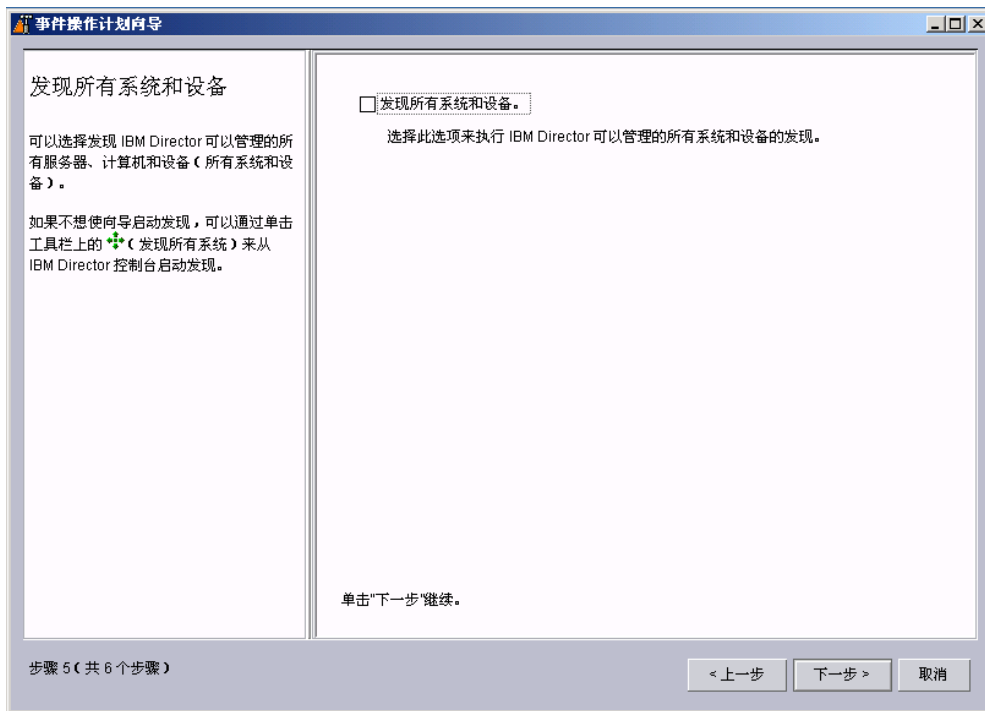 事件操作计划向导
发现所有系统和设备
可以选择发现 IBM Director 可以管理的所
有服务器、计算机和设备(所有系统和设
备)。
如果不想使向导启动发现,可以通过单击
工具栏上的 (发现所有系统)来从
IBM Director 控制台启动发现。
发现所有系统和设备。
选择此选项来执行 IBM Director 可以管理的所有系统和设备的发现。
单击"下一步"继续。
步骤 5(共 6 个步骤)
<上一步
下一步>
取消